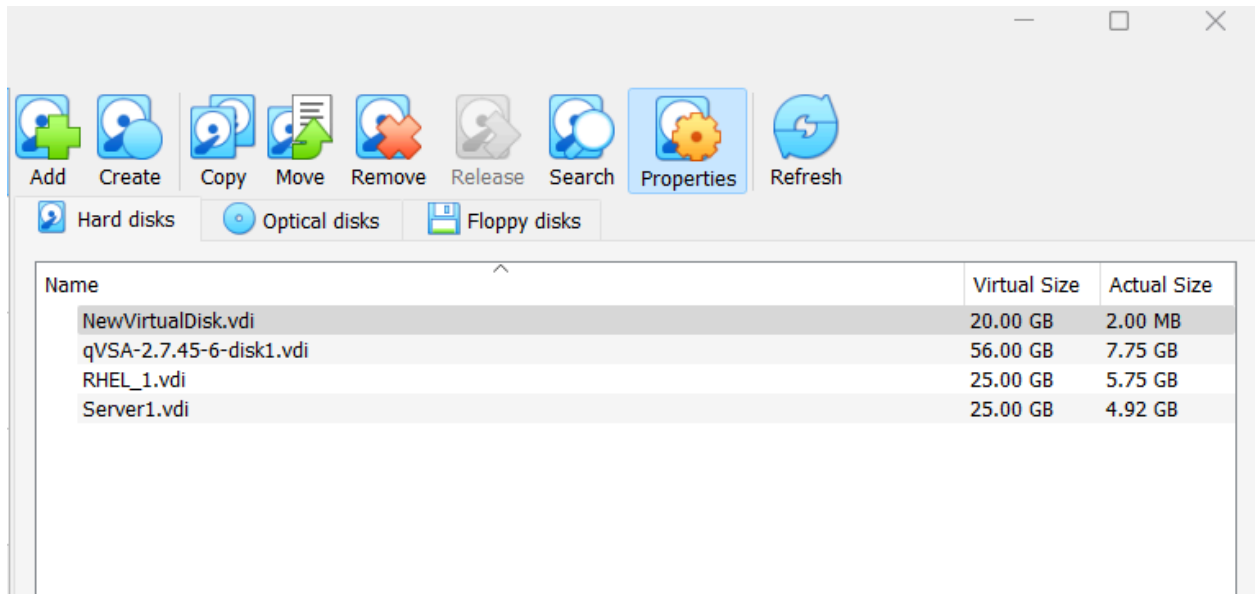 Add Create Copy Move Remove Release Search Properties Refresh
Hard disks Optical disks Floppy disks
Name Virtual Size Actual Size
NewVirtualDisk.vdi 20.00 GB 2.00 MB
qVSA-2.7.45-6-disk1.vdi 56.00 GB 7.75 GB
RHEL_1.vdi 25.00 GB 5.75 GB
Server1.vdi 25.00 GB 4.92 GB